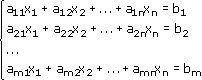 a₁₁x₁ + a₁₂x₂ + ... + a₁ₙxₙ = b₁
a₂₁x₁ + a₂₂x₂ + ... + a₂ₙxₙ = b₂
...
aₘ₁x₁ + aₘ₂x₂ + ... + aₘₙxₙ = bₘ